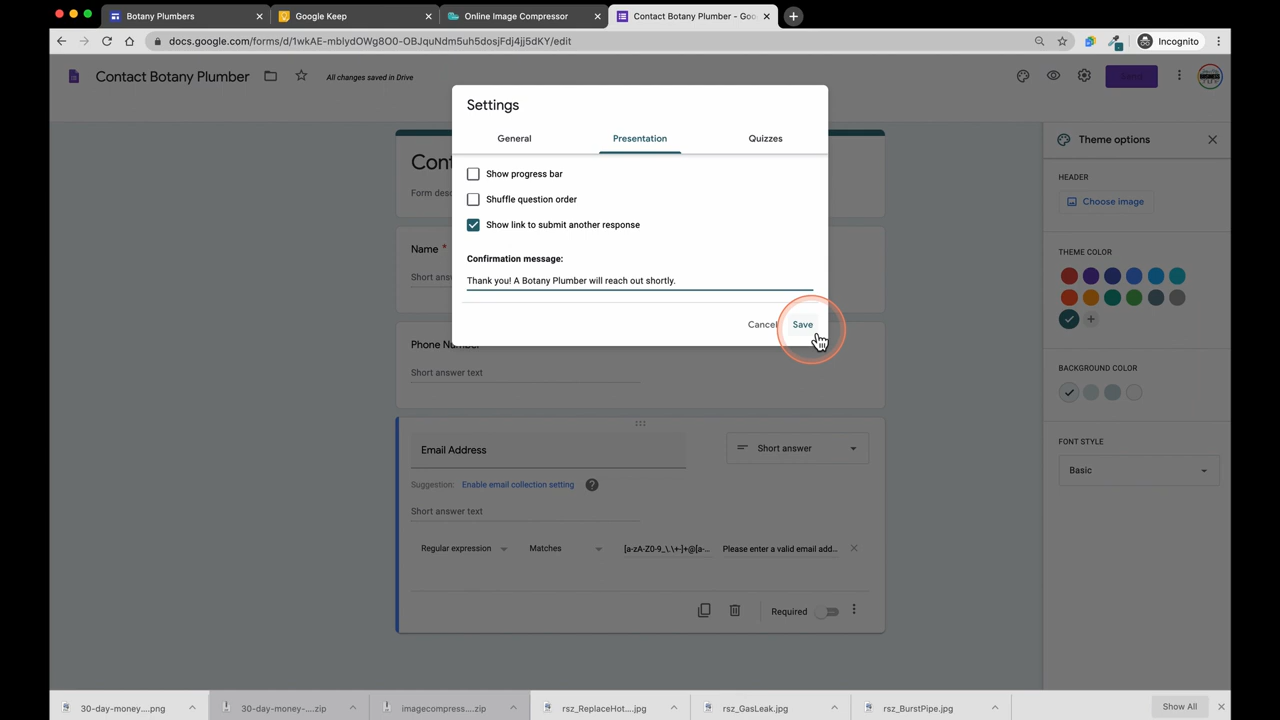 Botany Plumbers
Google Keep
Online Image Compressor
Contact Botany Plumber - Goo
docs.google.com/forms/d/1wkAE-mblydOWg8O0-OBJquNdm5uh5dosjFdj4jj5dKY/edit
Incognito
Contact Botany Plumber
All changes saved in Drive
Send
Settings
General
Presentation
Quizzes
Show progress bar
Shuffle question order
Show link to submit another response
Confirmation message:
Thank you! A Botany Plumber will reach out shortly.
Cancel
Save
Theme options
HEADER
Choose image
THEME COLOR
BACKGROUND COLOR
FONT STYLE
Basic
Cont
Form desc
Name *
Short answ
Phone Number
Short answer text
Email Address
Short answer
Suggestion: Enable email collection setting
Short answer text
Regular expression
Matches
[a-zA-Z0-9_\.\+-]+@[a-...
Please enter a valid email add...
Required
30-day-money....png
30-day-money-....zip
imagecompress....zip
rsz_ReplaceHot....jpg
rsz_GasLeak.jpg
rsz_BurstPipe.jpg
Show All